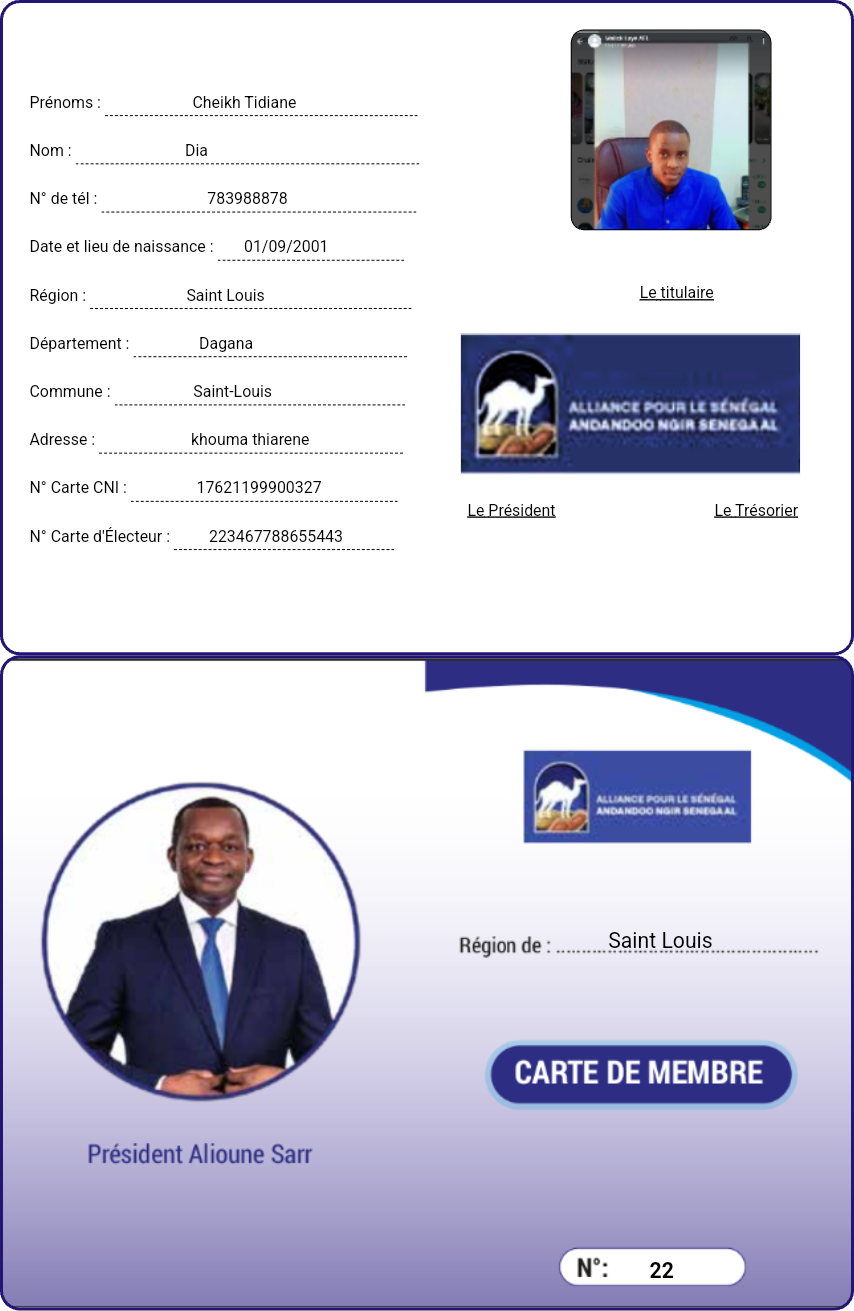 Prénoms : Cheikh Tidiane
Nom : Dia
N° de tél : 783988878
Date et lieu de naissance : 01/09/2001
Région : Saint Louis
Département : Dagana
Commune : Saint-Louis
Adresse : khouma thiarene
N° Carte CNI : 17621199900327
N° Carte d'Électeur : 223467788655443
Le titulaire
ALLIANCE POUR LE SÉNÉGAL
ANDANDOO NGIR SENEGAAL
Le Président
Le Trésorier
ALLIANCE POUR LE SÉNÉGAL
ANDANDOO NGIR SENEGAAL
Région de : Saint Louis
CARTE DE MEMBRE
Président Alioune Sarr
N°: 22